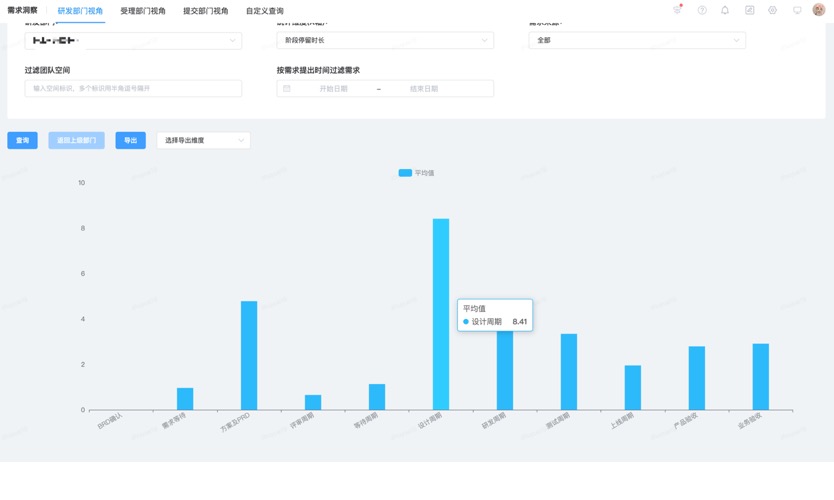 需求洞察
研发部门视角
受理部门视角
提交部门视角
自定义查询
阶段停留时长
全部
过滤团队空间
按需求提出时间过滤需求
输入空间标识，多个标识用半角逗号隔开
开始日期
–
结束日期
查询
返回上级部门
导出
选择导出维度
平均值
10
8
6
4
2
0
平均值
设计周期 8.41
BRD确认
需求等待
方案及PRD
评审周期
等待周期
设计周期
研发周期
测试周期
上线周期
产品验收
业务验收